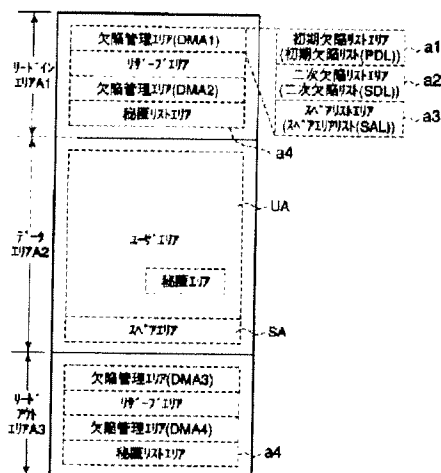 リードイン
エリアA1
欠陥管理エリア(DMA1)
リザーブエリア
欠陥管理エリア(DMA2)
秘匿リストエリア
a4
初期欠陥リストエリア
(初期欠陥リスト(PDL))
a1
二次欠陥リストエリア
(二次欠陥リスト(SDL))
a2
スペアリストエリア
(スペアエリアリスト(SAL))
a3
データ
エリアA2
UA
ユーザエリア
秘匿エリア
スペアエリア
SA
リード
アウト
エリアA3
欠陥管理エリア(DMA3)
リザーブエリア
欠陥管理エリア(DMA4)
秘匿リストエリア
a4